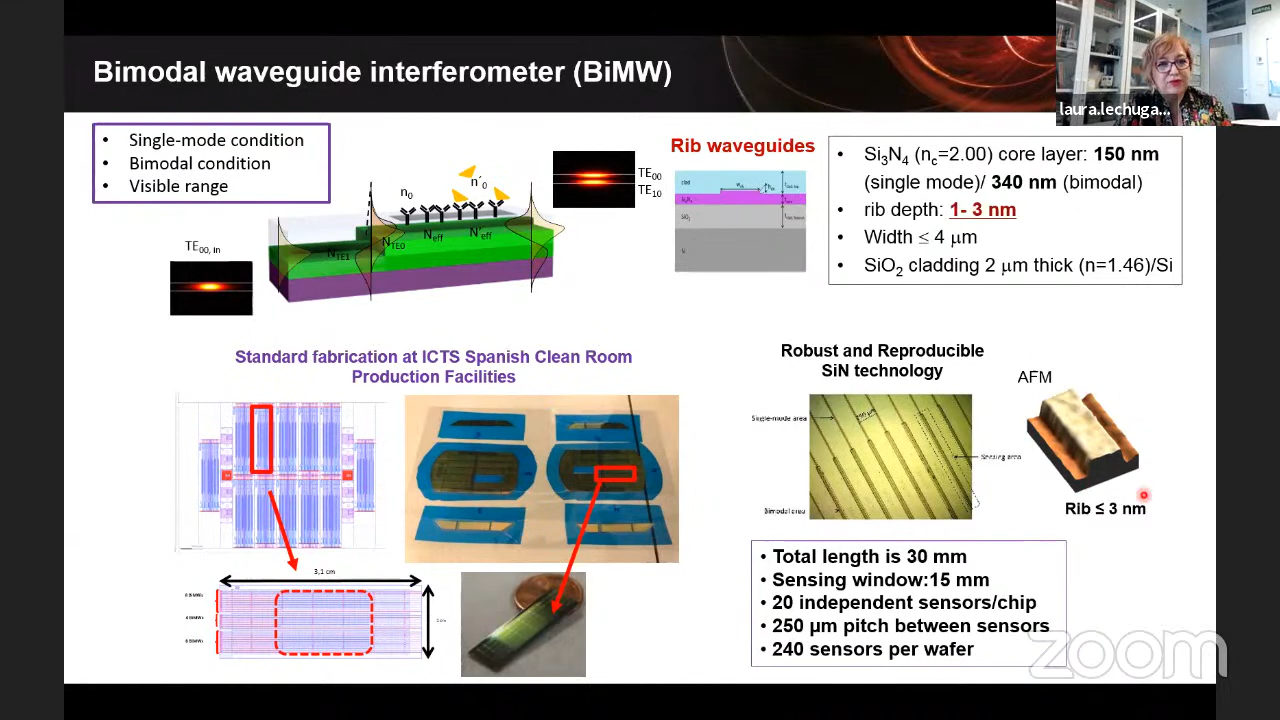 Bimodal waveguide interferometer (BiMW)
laura.lechuga...
• Single-mode condition
• Bimodal condition
• Visible range
n₀
n´₀
TE₀₀
TE₁₀
TE₀₀, in
N_TE1
N_TE0
N_eff
N'_eff
Rib waveguides
clad
Si₃N₄
SiO₂
• Si₃N₄ (n_c=2.00) core layer: 150 nm
(single mode)/ 340 nm (bimodal)
• rib depth: 1- 3 nm
• Width ≤ 4 μm
• SiO₂ cladding 2 μm thick (n=1.46)/Si
Standard fabrication at ICTS Spanish Clean Room
Production Facilities
3,1 cm
Robust and Reproducible
SiN technology
AFM
Single-mode area
Sensing area
Bimodal area
Rib ≤ 3 nm
• Total length is 30 mm
• Sensing window:15 mm
• 20 independent sensors/chip
• 250 µm pitch between sensors
• 240 sensors per wafer
zoom